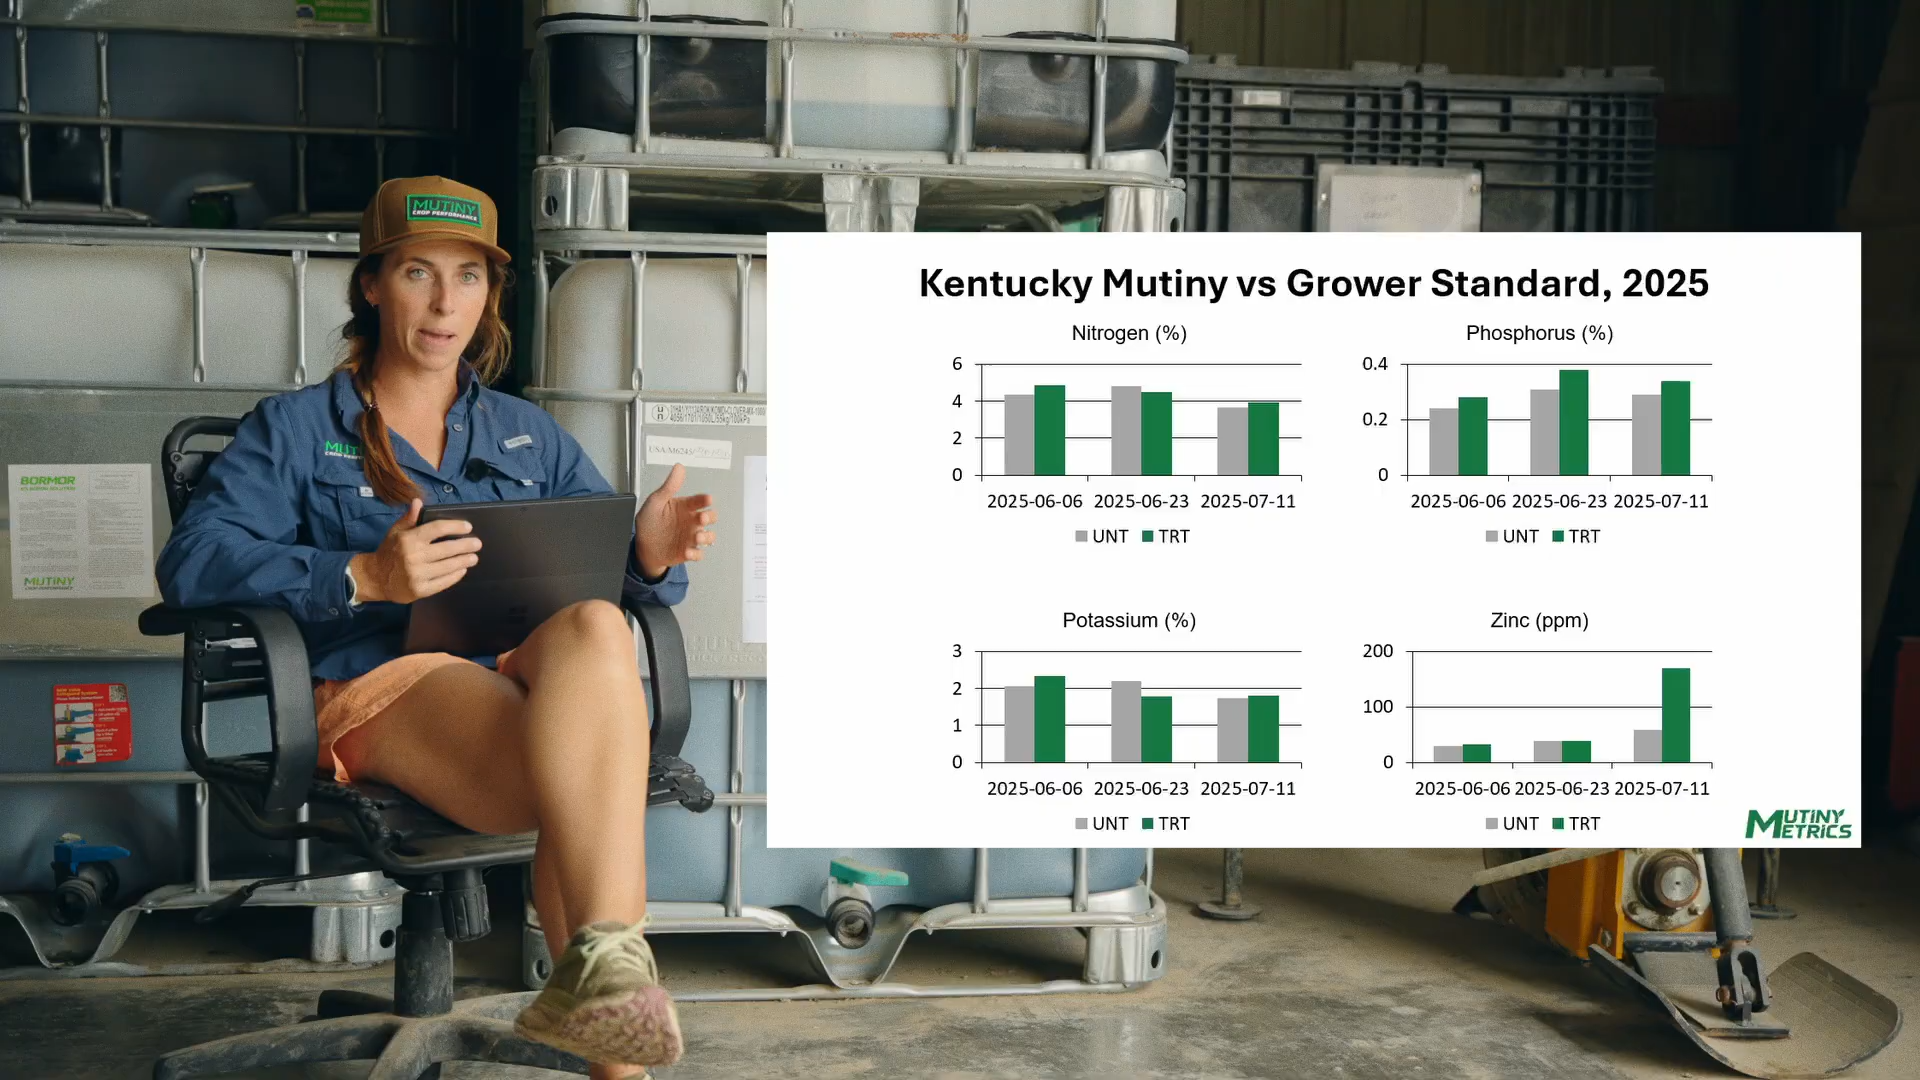 MUTINY
CROP PERFORMANCE
MUT
BORMOR
MUTINY
USA/M6245
Kentucky Mutiny vs Grower Standard, 2025
Nitrogen (%)
6
4
2
0
2025-06-06 2025-06-23 2025-07-11
UNT TRT
Phosphorus (%)
0.4
0.2
0
2025-06-06 2025-06-23 2025-07-11
UNT TRT
Potassium (%)
3
2
1
0
2025-06-06 2025-06-23 2025-07-11
UNT TRT
Zinc (ppm)
200
100
0
2025-06-06 2025-06-23 2025-07-11
UNT TRT
MUTINY
METRICS